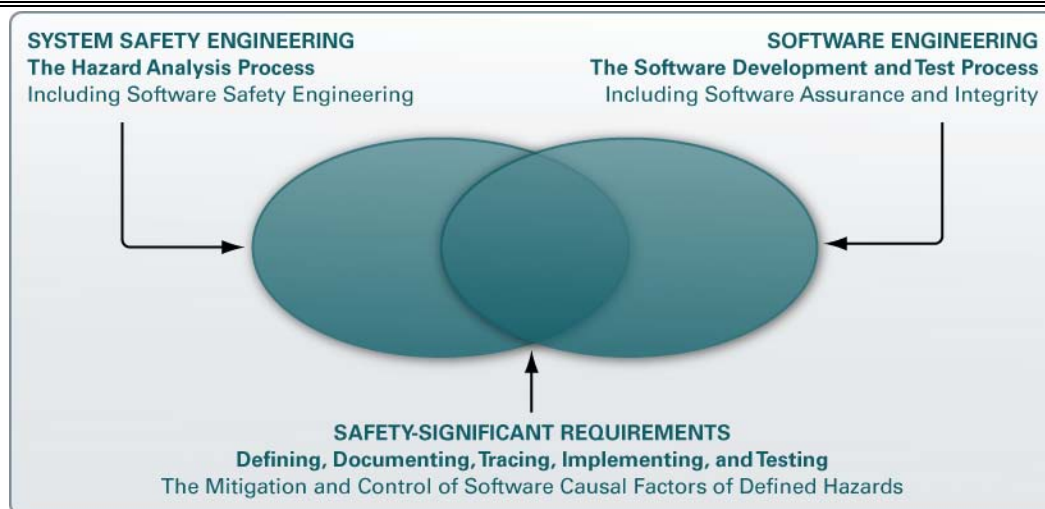 SYSTEM SAFETY ENGINEERING
The Hazard Analysis Process
Including Software Safety Engineering
SOFTWARE ENGINEERING
The Software Development and Test Process
Including Software Assurance and Integrity
SAFETY-SIGNIFICANT REQUIREMENTS
Defining, Documenting, Tracing, Implementing, and Testing
The Mitigation and Control of Software Causal Factors of Defined Hazards